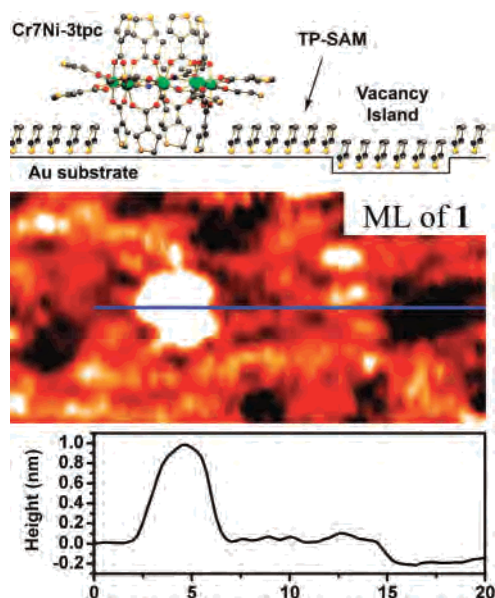 Cr7Ni-3tpc
TP-SAM
Vacancy
Island
Au substrate
ML of 1
Height (nm)
1.0
0.8
0.6
0.4
0.2
0.0
-0.2
0 5 10 15 20